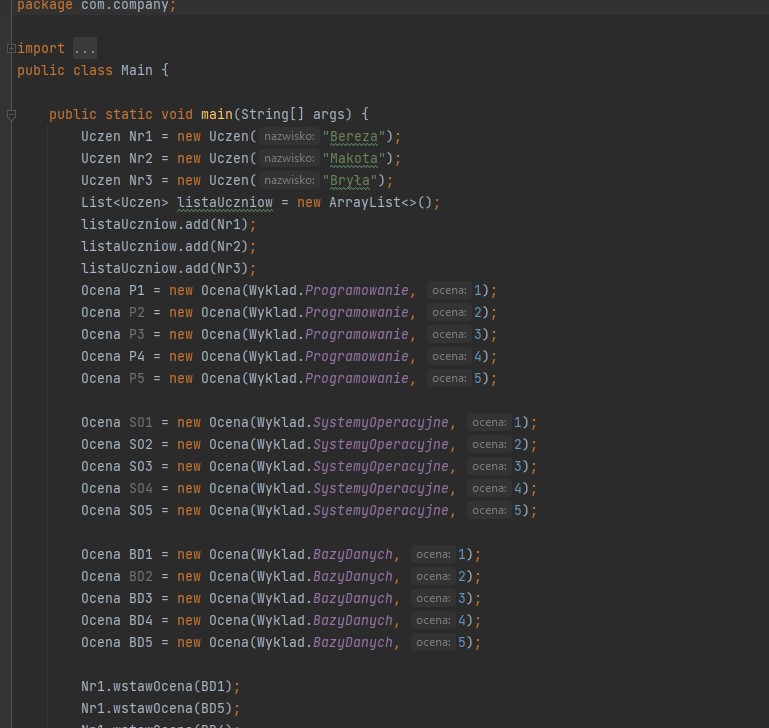 package com.company;
import ...
public class Main {
public static void main(String[] args) {
Uczen Nr1 = new Uczen( nazwisko: "Bereza");
Uczen Nr2 = new Uczen( nazwisko: "Makota");
Uczen Nr3 = new Uczen( nazwisko: "Bryła");
List<Uczen> listaUczniow = new ArrayList<>();
listaUczniow.add(Nr1);
listaUczniow.add(Nr2);
listaUczniow.add(Nr3);
Ocena P1 = new Ocena(Wyklad.Programowanie, ocena: 1);
Ocena P2 = new Ocena(Wyklad.Programowanie, ocena: 2);
Ocena P3 = new Ocena(Wyklad.Programowanie, ocena: 3);
Ocena P4 = new Ocena(Wyklad.Programowanie, ocena: 4);
Ocena P5 = new Ocena(Wyklad.Programowanie, ocena: 5);
Ocena SO1 = new Ocena(Wyklad.SystemyOperacyjne, ocena: 1);
Ocena SO2 = new Ocena(Wyklad.SystemyOperacyjne, ocena: 2);
Ocena SO3 = new Ocena(Wyklad.SystemyOperacyjne, ocena: 3);
Ocena SO4 = new Ocena(Wyklad.SystemyOperacyjne, ocena: 4);
Ocena SO5 = new Ocena(Wyklad.SystemyOperacyjne, ocena: 5);
Ocena BD1 = new Ocena(Wyklad.BazyDanych, ocena: 1);
Ocena BD2 = new Ocena(Wyklad.BazyDanych, ocena: 2);
Ocena BD3 = new Ocena(Wyklad.BazyDanych, ocena: 3);
Ocena BD4 = new Ocena(Wyklad.BazyDanych, ocena: 4);
Ocena BD5 = new Ocena(Wyklad.BazyDanych, ocena: 5);
Nr1.wstawOcena(BD1);
Nr1.wstawOcena(BD5);